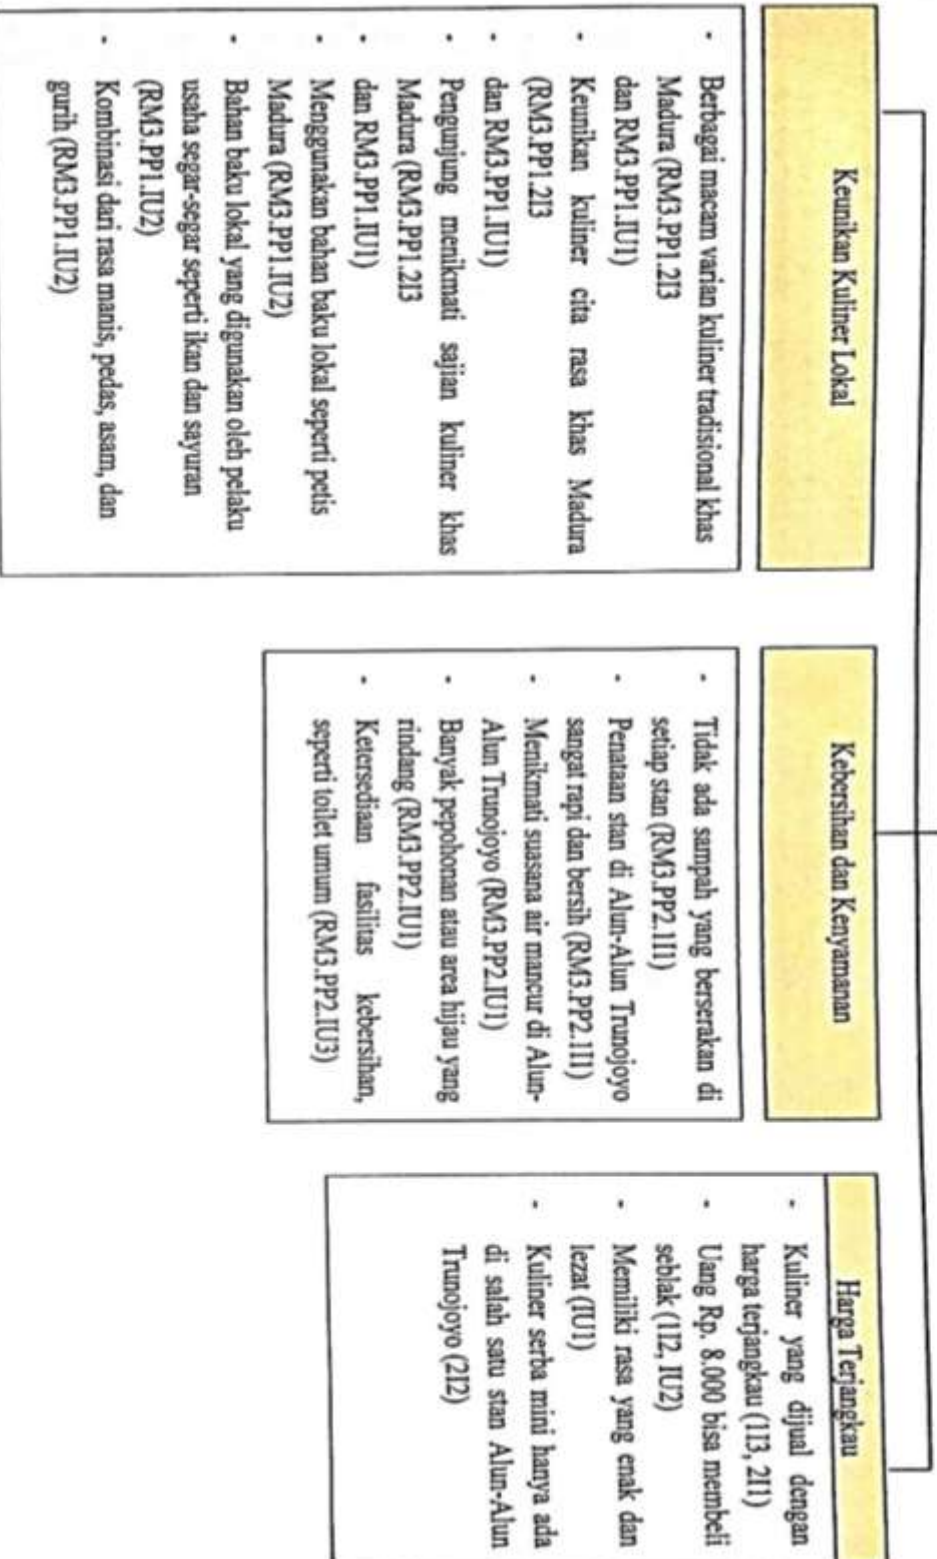 Keunikan Kuliner Lokal
- Berbagai macam varian kuliner tradisional khas
Madura (RM3.PP1.2I3
dan RM3.PP1.IU1)
- Keunikan kuliner cita rasa khas Madura
(RM3.PP1.2I3
- dan RM3.PP1.IU1)
- Pengunjung menikmati sajian kuliner khas
Madura (RM3.PP1.2I3
- dan RM3.PP1.IU1)
- Menggunakan bahan baku lokal seperti petis
Madura (RM3.PP1.IU2)
- Bahan baku lokal yang digunakan oleh pelaku
usaha segar-segar seperti ikan dan sayuran
(RM3.PP1.IU2)
- Kombinasi dari rasa manis, pedas, asam, dan
gurih (RM3.PP1.IU2)
Kebersihan dan Kenyamanan
- Tidak ada sampah yang berserakan di
setiap stan (RM3.PP2.1I1)
- Penataan stan di Alun-Alun Trunojoyo
sangat rapi dan bersih (RM3.PP2.1I1)
- Menikmati suasana air mancur di Alun-
Alun Trunojoyo (RM3.PP2.IU1)
- Banyak pepohonan atau area hijau yang
rindang (RM3.PP2.IU1)
- Ketersediaan fasilitas kebersihan,
seperti toilet umum (RM3.PP2.IU3)
Harga Terjangkau
- Kuliner yang dijual dengan
harga terjangkau (1I3, 2I1)
- Uang Rp. 8.000 bisa membeli
seblak (1I2, IU2)
- Memiliki rasa yang enak dan
lezat (IU1)
- Kuliner serba mini hanya ada
di salah satu stan Alun-Alun
Trunojoyo (2I2)